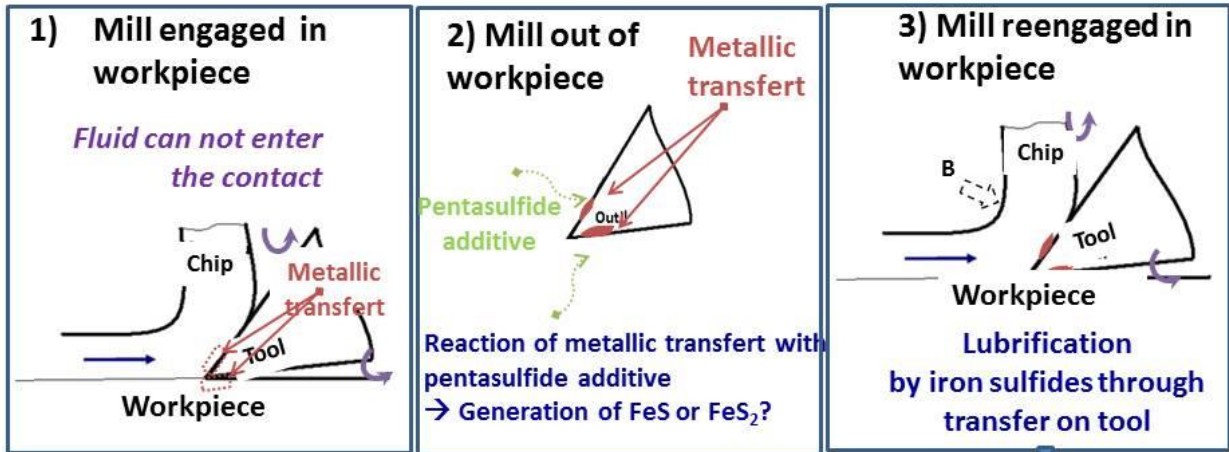 1) Mill engaged in
workpiece
Fluid can not enter
the contact
Chip
Metallic
transfert
Tool
Workpiece
2) Mill out of
workpiece
Metallic
transfert
Pentasulfide
additive
Outil
Reaction of metallic transfert with
pentasulfide additive
→ Generation of FeS or FeS₂?
3) Mill reengaged in
workpiece
B
Chip
Tool
Workpiece
Lubrification
by iron sulfides through
transfer on tool